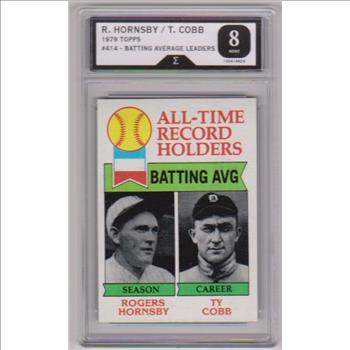 R. HORNSBY / T. COBB
1979 TOPPS
#414 - BATTING AVERAGE LEADERS
8
Σ
ALL-TIME
RECORD
HOLDERS
BATTING AVG
SEASON
CAREER
ROGERS
HORNSBY
TY
COBB